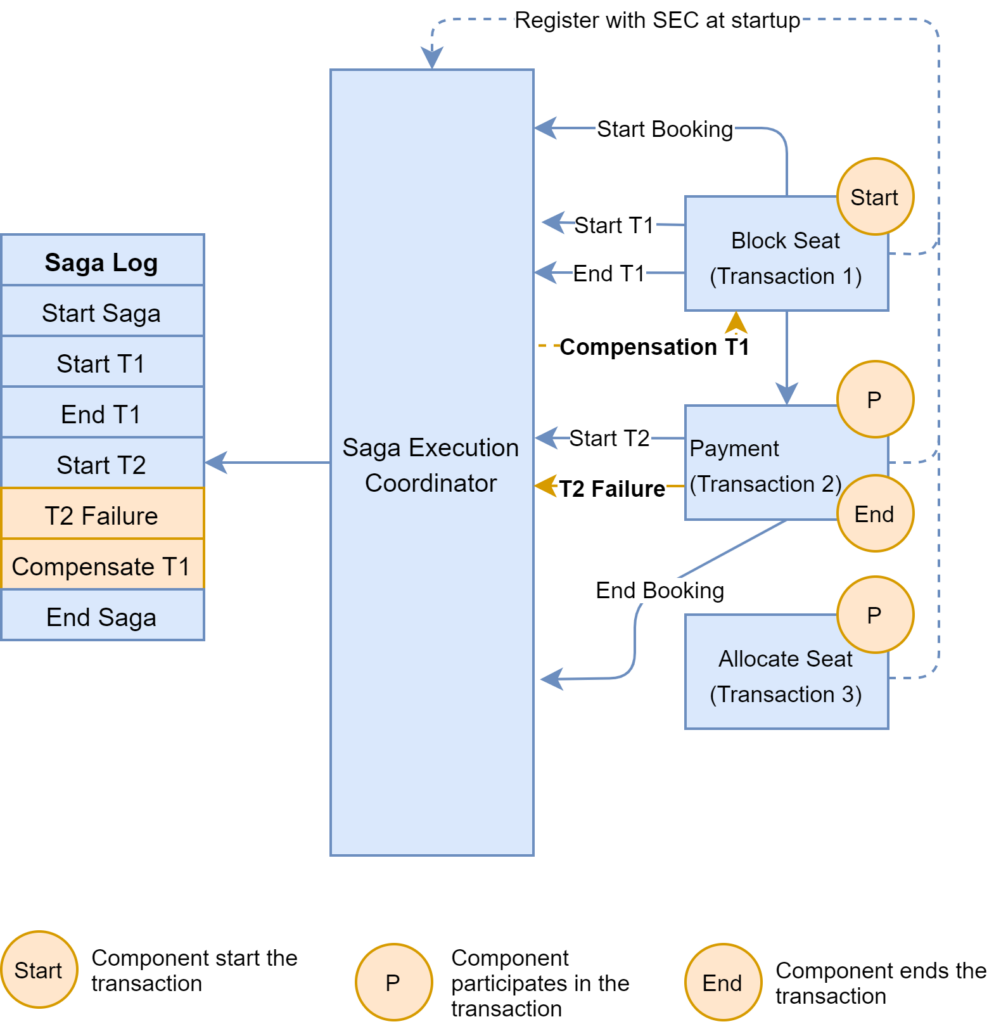 Register with SEC at startup
Start Booking
Start
Block Seat
(Transaction 1)
Start T1
End T1
Compensation T1
Saga Log
Start Saga
Start T1
End T1
Start T2
T2 Failure
Compensate T1
End Saga
Saga Execution
Coordinator
P
Start T2
Payment
(Transaction 2)
T2 Failure
End
End Booking
P
Allocate Seat
(Transaction 3)
Start
Component start the
transaction
P
Component
participates in the
transaction
End
Component ends the
transaction